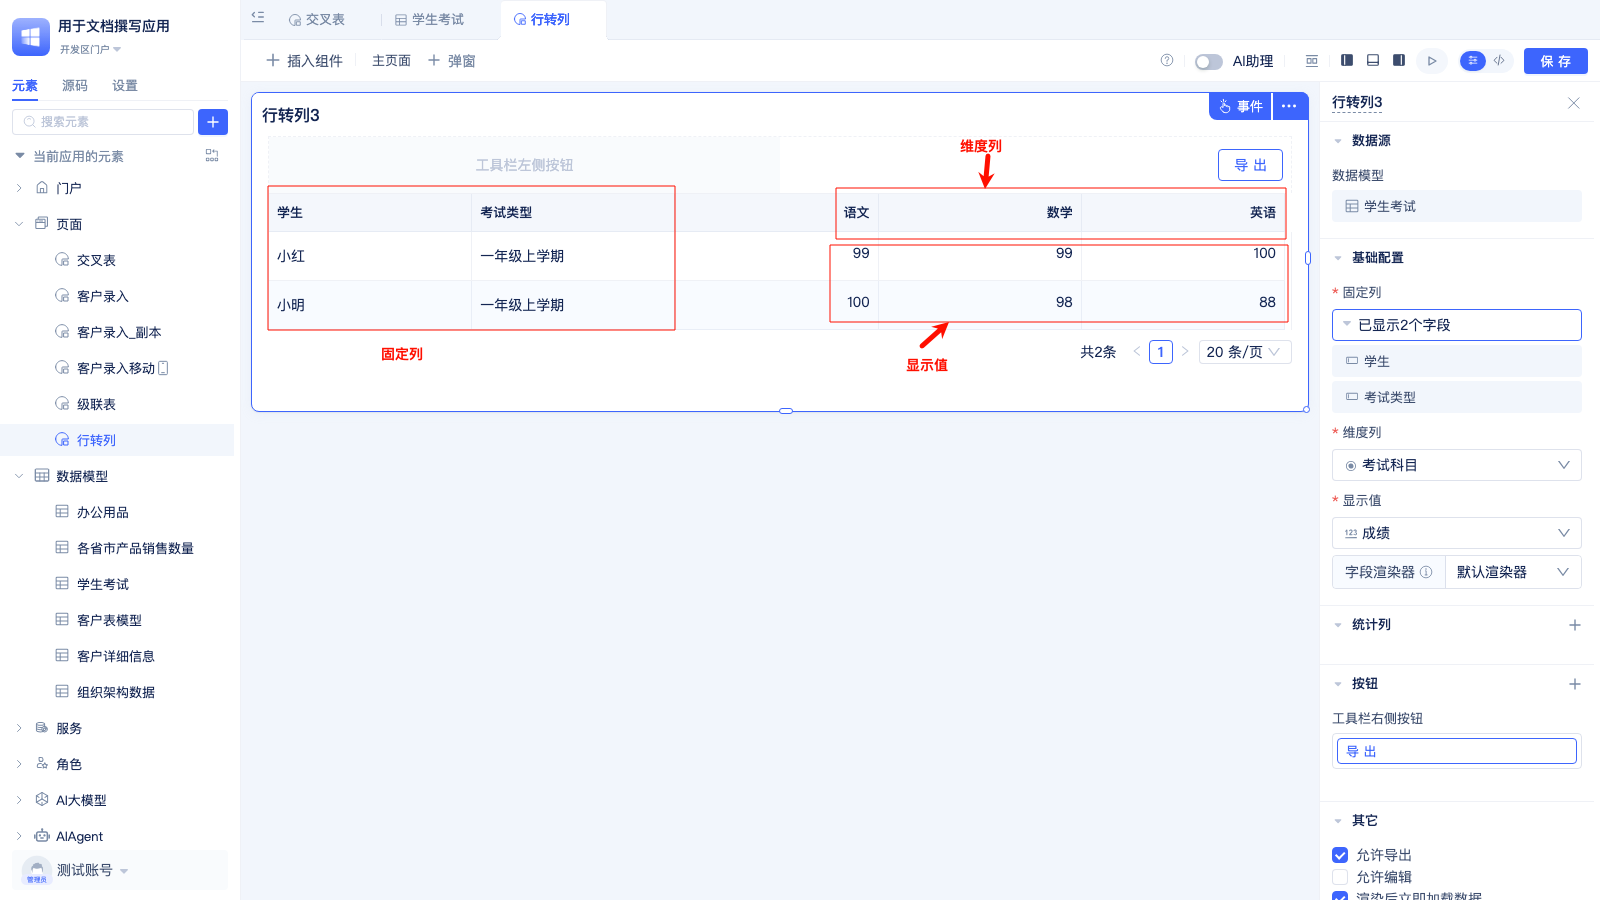 用于文档撰写应用
开发区门户
元素 源码 设置
搜索元素
当前应用的元素
门户
页面
交叉表
客户录入
客户录入_副本
客户录入移动
级联表
行转列
数据模型
办公用品
各省市产品销售数量
学生考试
客户表模型
客户详细信息
组织架构数据
服务
角色
AI大模型
AIAgent
测试账号
管理员
交叉表 学生考试 行转列
插入组件 主页面 弹窗
AI助理
保 存
行转列3
事件
工具栏左侧按钮
维度列
导 出
学生 考试类型 语文 数学 英语
小红 一年级上学期 99 99 100
小明 一年级上学期 100 98 88
固定列
显示值
共2条 1 20 条/页
行转列3
数据源
数据模型
学生考试
基础配置
* 固定列
已显示2个字段
学生
考试类型
* 维度列
考试科目
* 显示值
123 成绩
字段渲染器 默认渲染器
统计列
按钮
工具栏右侧按钮
导 出
其它
允许导出
允许编辑
渲染后立即加载数据